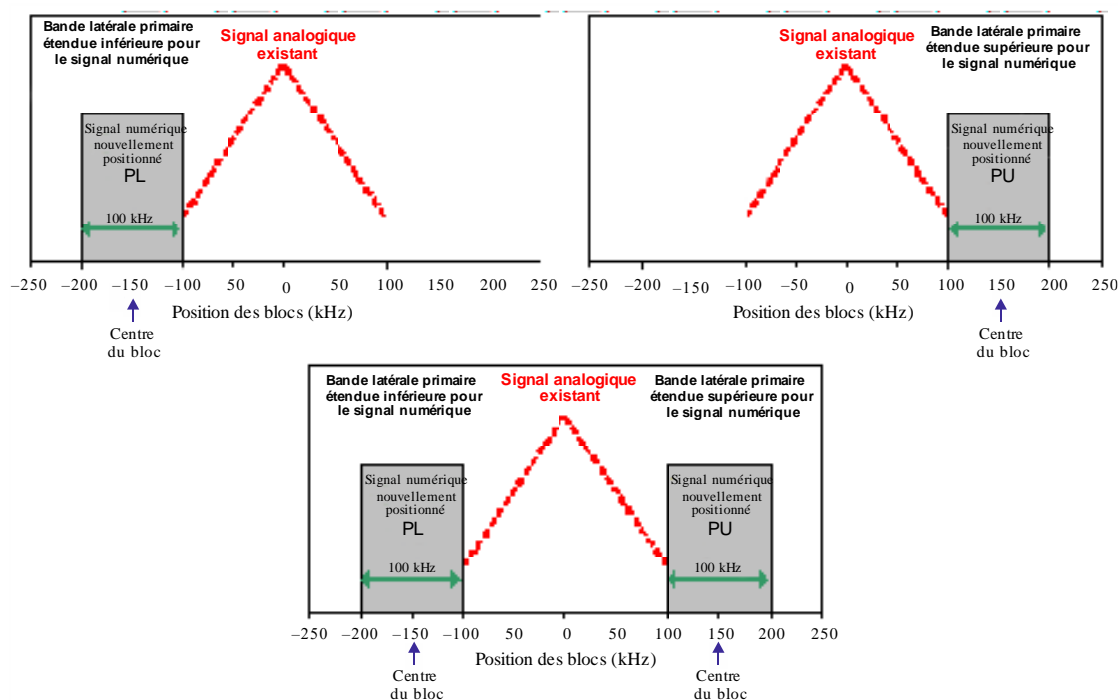 Bande latérale primaire
étendue inférieure pour
le signal numérique
Signal analogique
existant
Signal numérique
nouvellement
positionné
PL
100 kHz
–250 –200 –150 –100 50 0 50 100 150 200 250
Position des blocs (kHz)
Centre
du bloc
Signal analogique
existant
Bande latérale primaire
étendue supérieure pour
le signal numérique
Signal numérique
nouvellement
positionné
PU
100 kHz
–250 –200 –150 –100 –50 0 50 100 150 200 250
Position des blocs (kHz)
Centre
du bloc
Bande latérale primaire
étendue inférieure pour
le signal numérique
Signal analogique
existant
Bande latérale primaire
étendue supérieure pour
le signal numérique
Signal numérique
nouvellement
positionné
PL
100 kHz
Signal numérique
nouvellement
positionné
PU
100 kHz
–250 –200 –150 –100 50 0 50 100 150 200 250
Position des blocs (kHz)
Centre
du bloc
Centre
du bloc